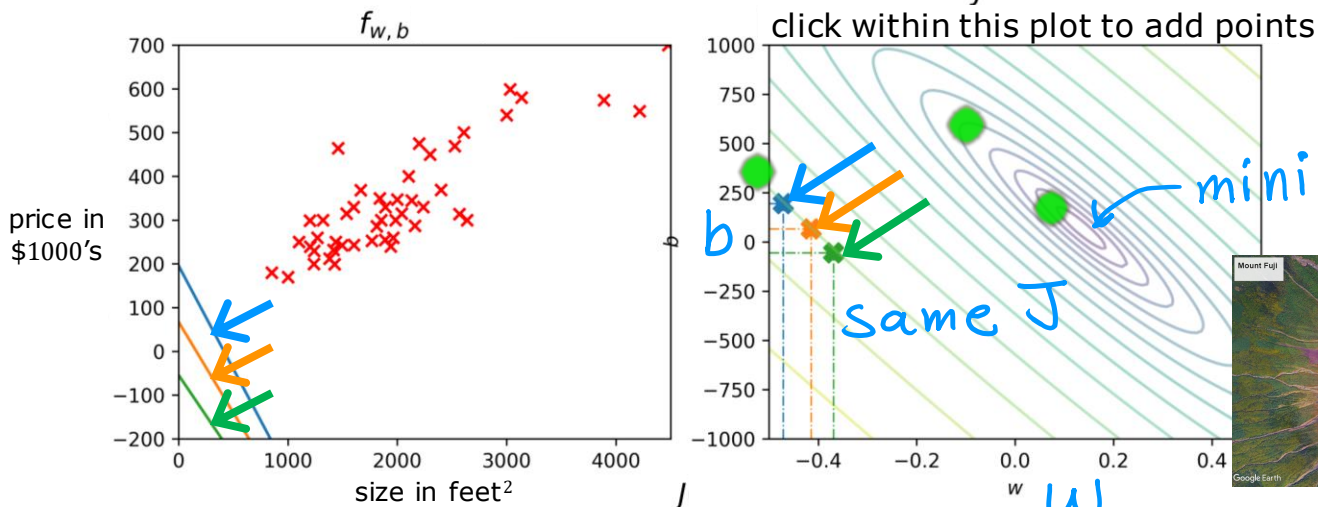 f_{w, b}
click within this plot to add points
700
600
500
400
300
200
100
0
−100
−200
0
1000
2000
3000
4000
price in
$1000's
size in feet²
1000
750
500
250
0
−250
−500
−750
−1000
−0.4
−0.2
0.0
0.2
0.4
b
b
w
mini
same J
Mount Fuji
Google Earth